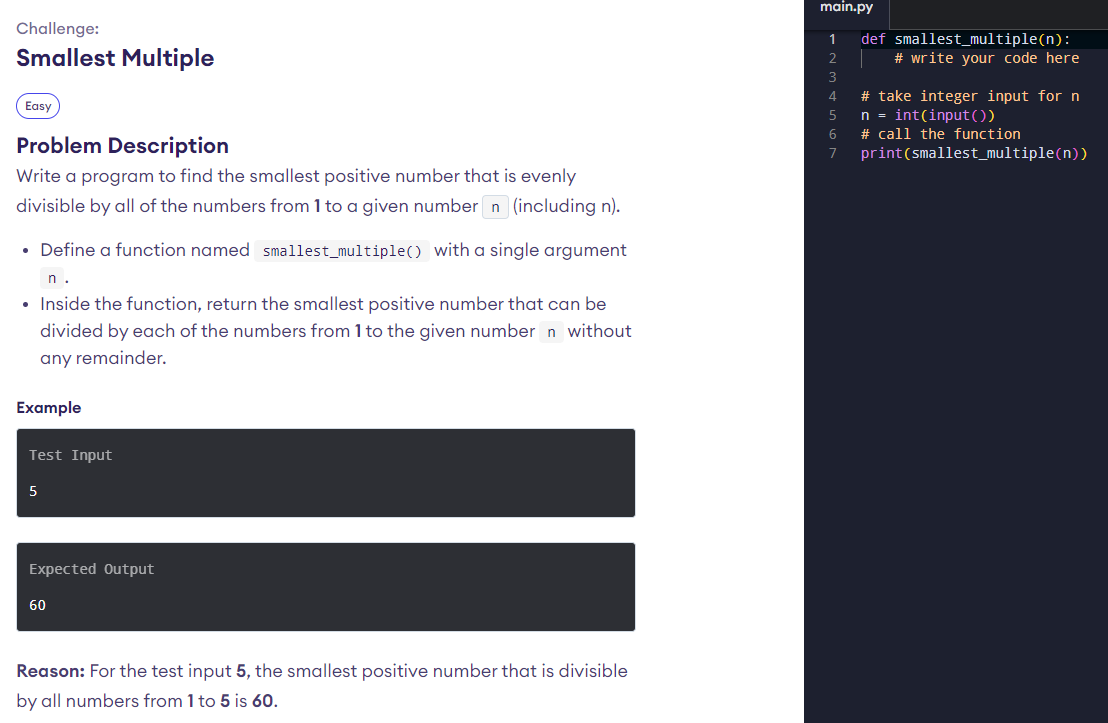 Challenge:
Smallest Multiple
Easy
Problem Description
Write a program to find the smallest positive number that is evenly
divisible by all of the numbers from 1 to a given number n (including n).
• Define a function named smallest_multiple() with a single argument
n .
• Inside the function, return the smallest positive number that can be
divided by each of the numbers from 1 to the given number n without
any remainder.
Example
Test Input
5
Expected Output
60
Reason: For the test input 5, the smallest positive number that is divisible
by all numbers from 1 to 5 is 60.
main.py
1 def smallest_multiple(n):
2     # write your code here
3
4 # take integer input for n
5 n = int(input())
6 # call the function
7 print(smallest_multiple(n))